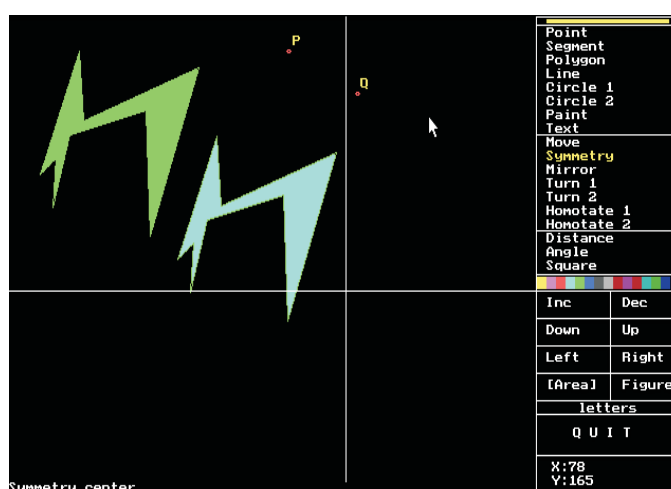 P
Q
Point
Segment
Polygon
Line
Circle 1
Circle 2
Paint
Text
Move
Symmetry
Mirror
Turn 1
Turn 2
Homotate 1
Homotate 2
Distance
Angle
Square
Inc Dec
Down Up
Left Right
[Area] Figure
letters
Q U I T
X:78
Y:165
Symmetry center